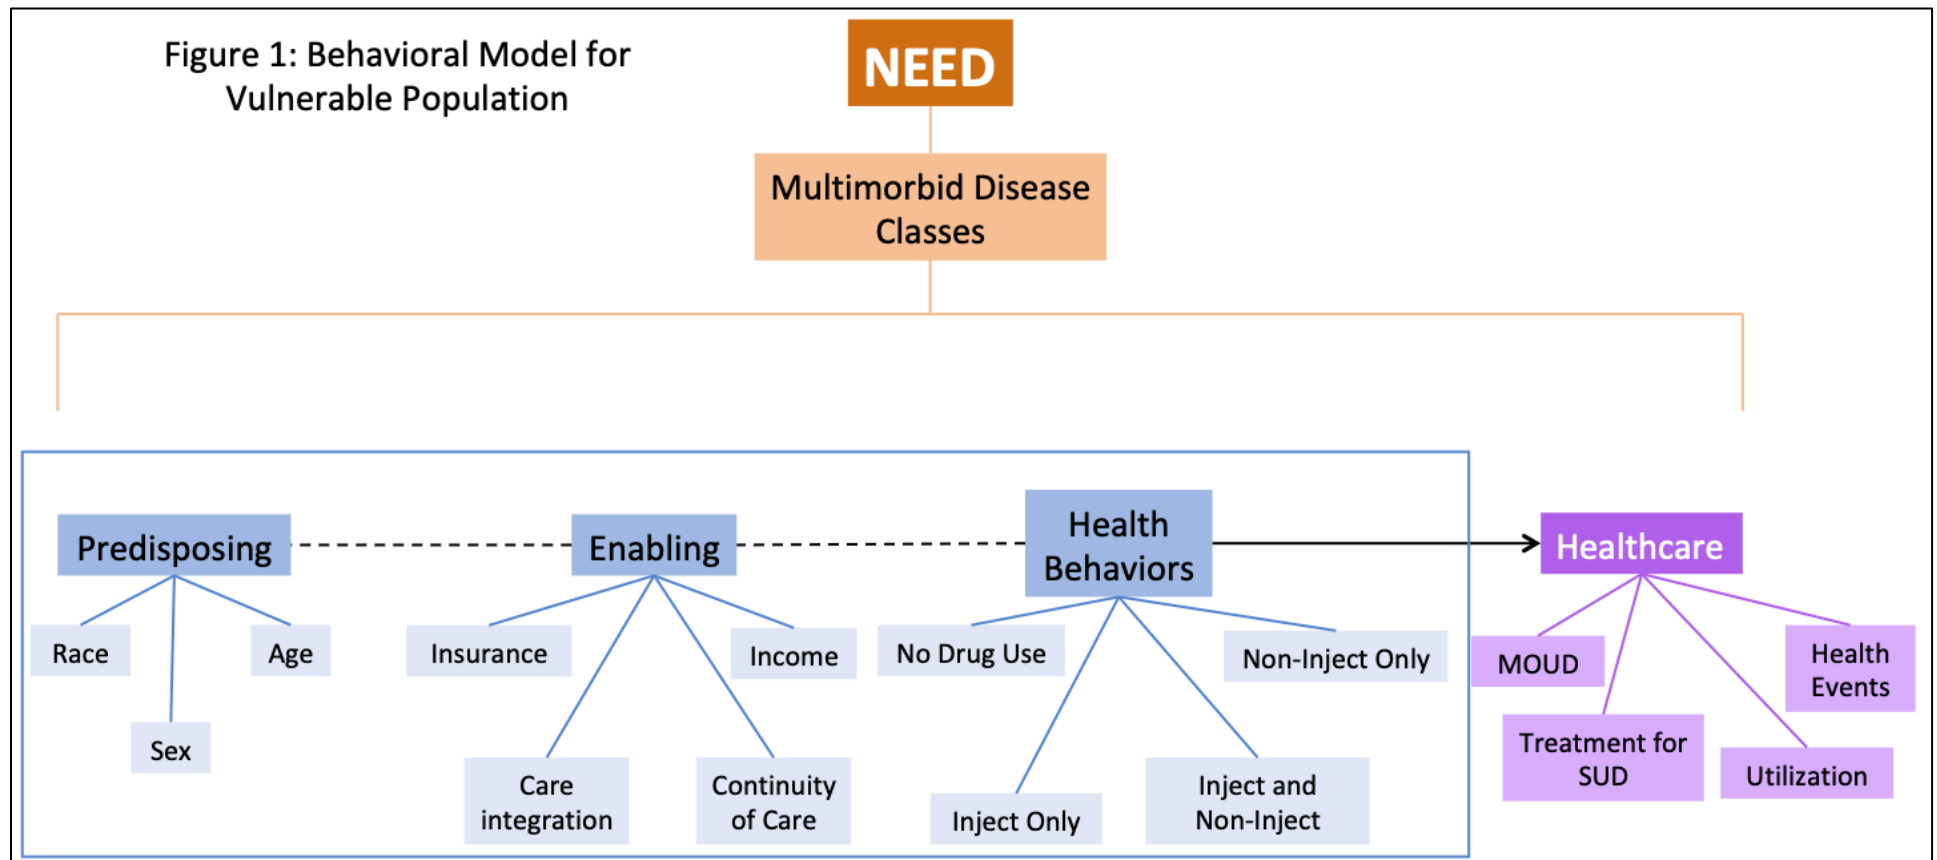 Figure 1: Behavioral Model for
Vulnerable Population
NEED
Multimorbid Disease
Classes
Predisposing
Enabling
Health
Behaviors
Healthcare
Race
Sex
Age
Insurance
Care
integration
Continuity
of Care
Income
No Drug Use
Inject Only
Inject and
Non-Inject
Non-Inject Only
MOUD
Treatment for
SUD
Utilization
Health
Events